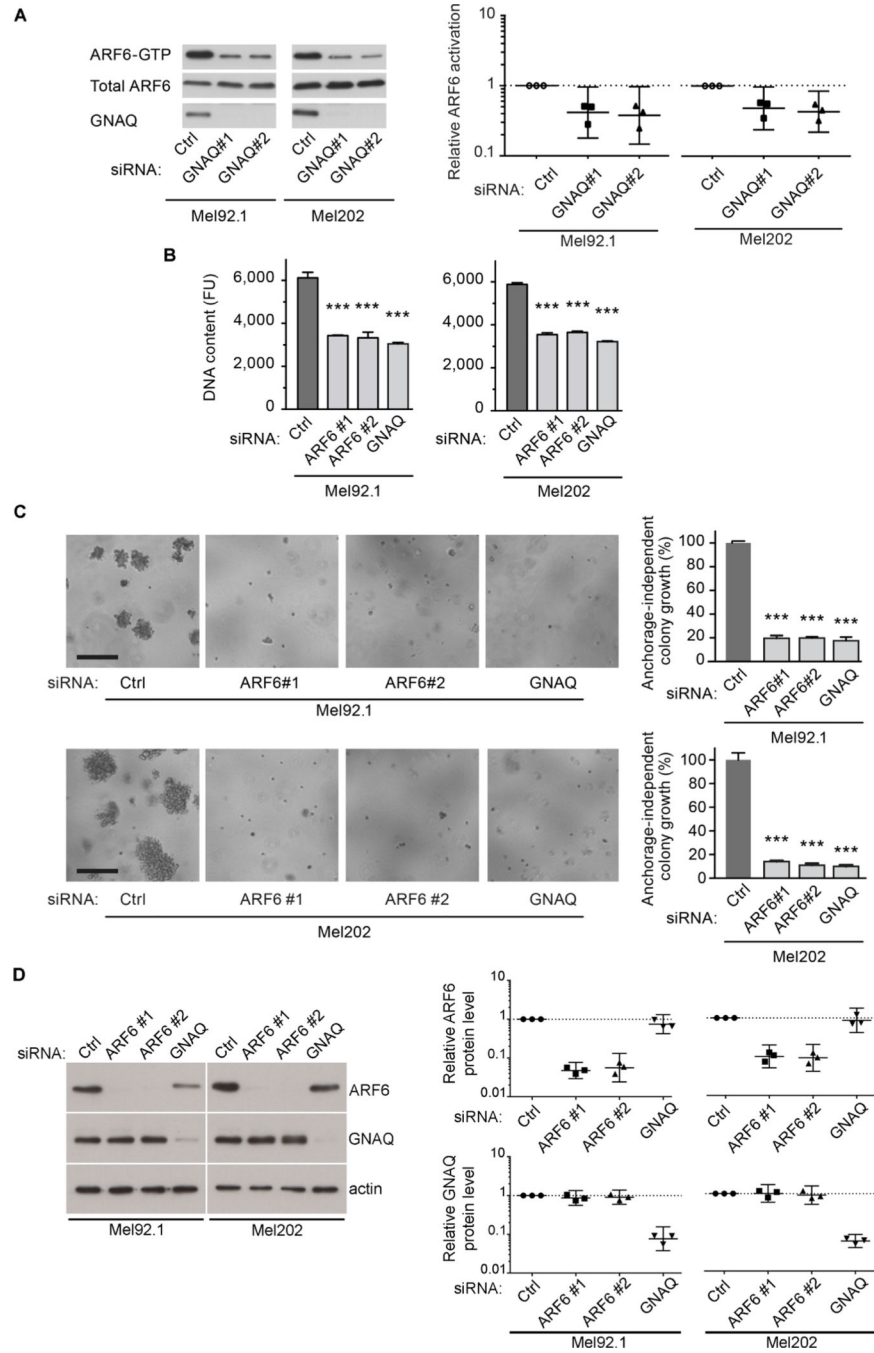 A
ARF6-GTP
Total ARF6
GNAQ
siRNA:
Ctrl
GNAQ#1
GNAQ#2
Ctrl
GNAQ#1
GNAQ#2
Mel92.1
Mel202
Relative ARF6 activation
10
1
0.1
siRNA:
Ctrl
GNAQ#1
GNAQ#2
Ctrl
GNAQ#1
GNAQ#2
Mel92.1
Mel202
B
DNA content (FU)
6,000
4,000
2,000
0
*** *** ***
siRNA:
Ctrl
ARF6 #1
ARF6 #2
GNAQ
Mel92.1
6,000
4,000
2,000
0
*** *** ***
siRNA:
Ctrl
ARF6 #1
ARF6 #2
GNAQ
Mel202
C
siRNA: Ctrl ARF6#1 ARF6#2 GNAQ
Mel92.1
Anchorage-independent
colony growth (%)
100
80
60
40
20
0
*** *** ***
siRNA:
Ctrl
ARF6#1
ARF6#2
GNAQ
Mel92.1
siRNA: Ctrl ARF6 #1 ARF6 #2 GNAQ
Mel202
Anchorage-independent
colony growth (%)
100
80
60
40
20
0
*** *** ***
siRNA:
Ctrl
ARF6#1
ARF6#2
GNAQ
Mel202
D
siRNA:
Ctrl
ARF6 #1
ARF6 #2
GNAQ
Ctrl
ARF6 #1
ARF6 #2
GNAQ
ARF6
GNAQ
actin
Mel92.1
Mel202
Relative ARF6
protein level
10
1
0.1
0.01
siRNA:
Ctrl
ARF6 #1
ARF6 #2
GNAQ
Ctrl
ARF6 #1
ARF6 #2
GNAQ
Relative GNAQ
protein level
10
1
0.1
0.01
siRNA:
Ctrl
ARF6 #1
ARF6 #2
GNAQ
Ctrl
ARF6 #1
ARF6 #2
GNAQ
Mel92.1
Mel202